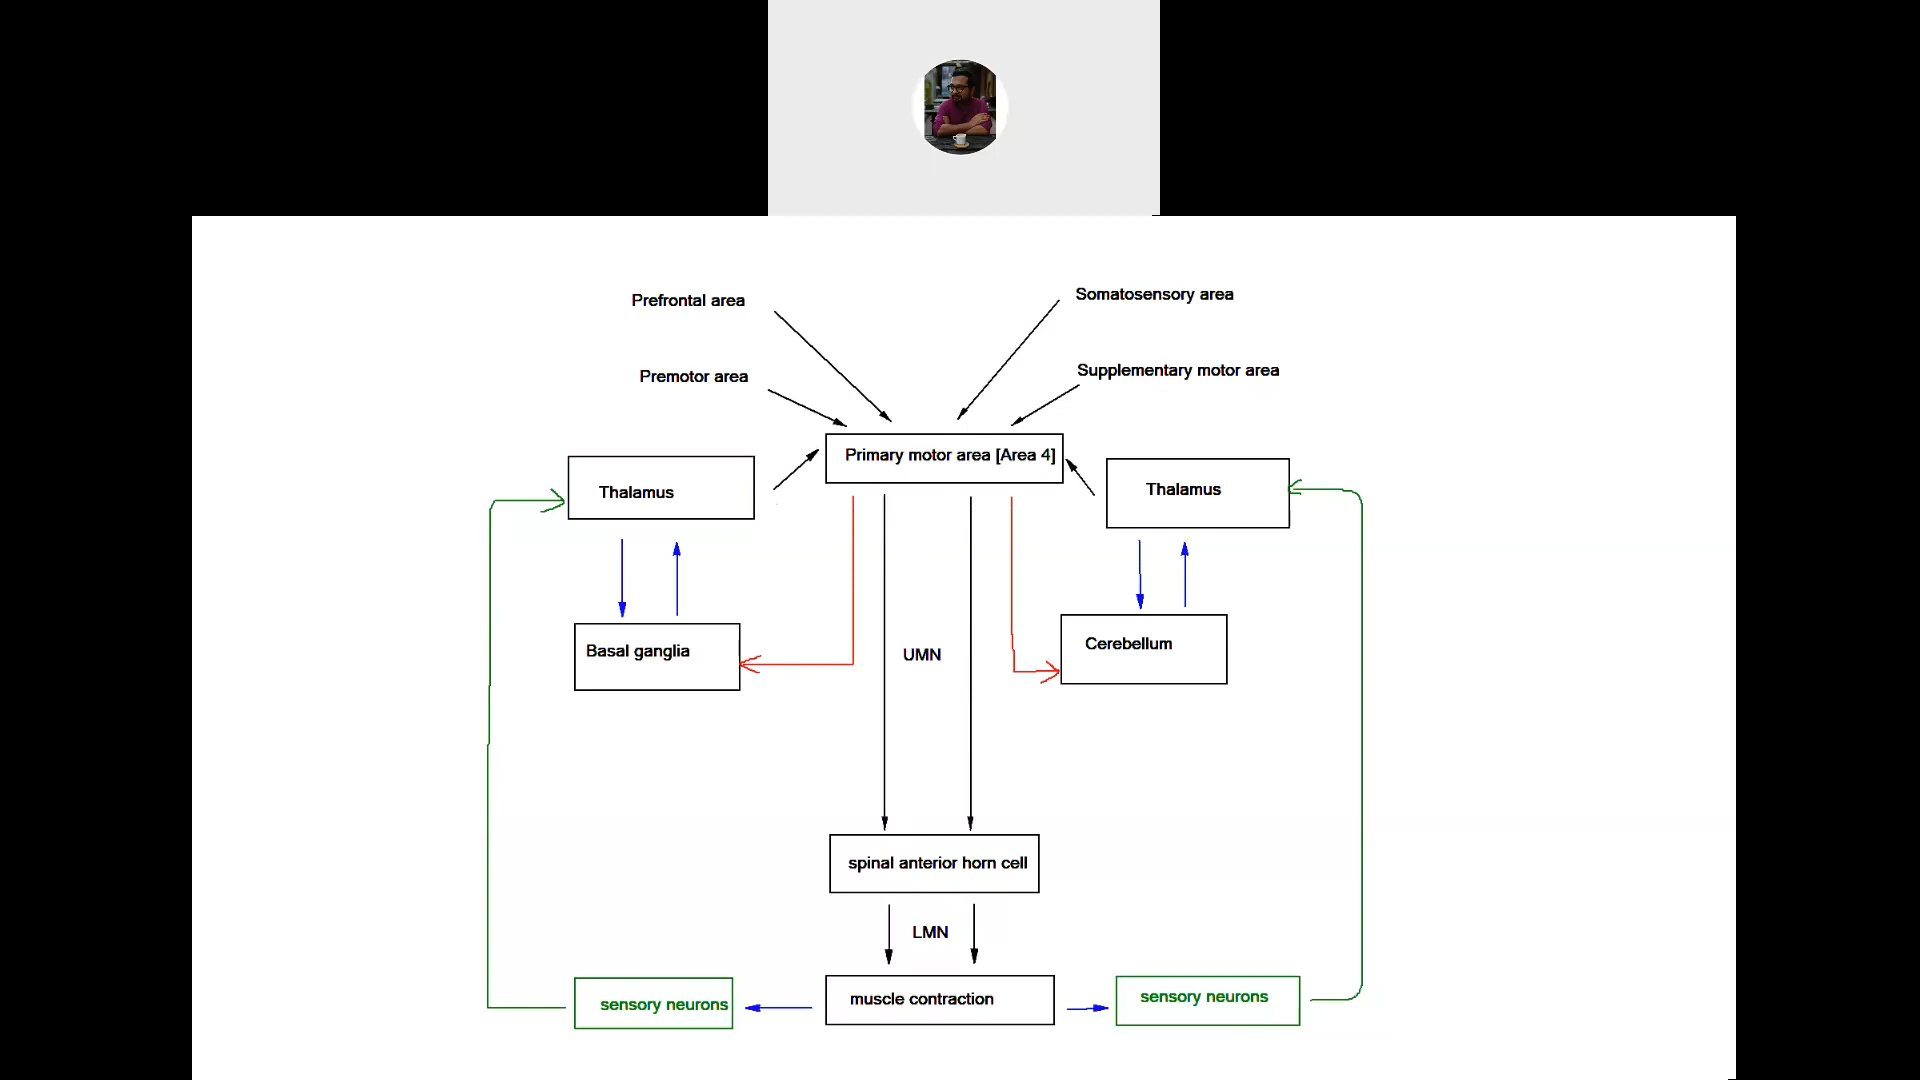 Prefrontal area
Somatosensory area
Premotor area
Supplementary motor area
Primary motor area [Area 4]
Thalamus
Thalamus
Basal ganglia
UMN
Cerebellum
spinal anterior horn cell
LMN
sensory neurons
muscle contraction
sensory neurons